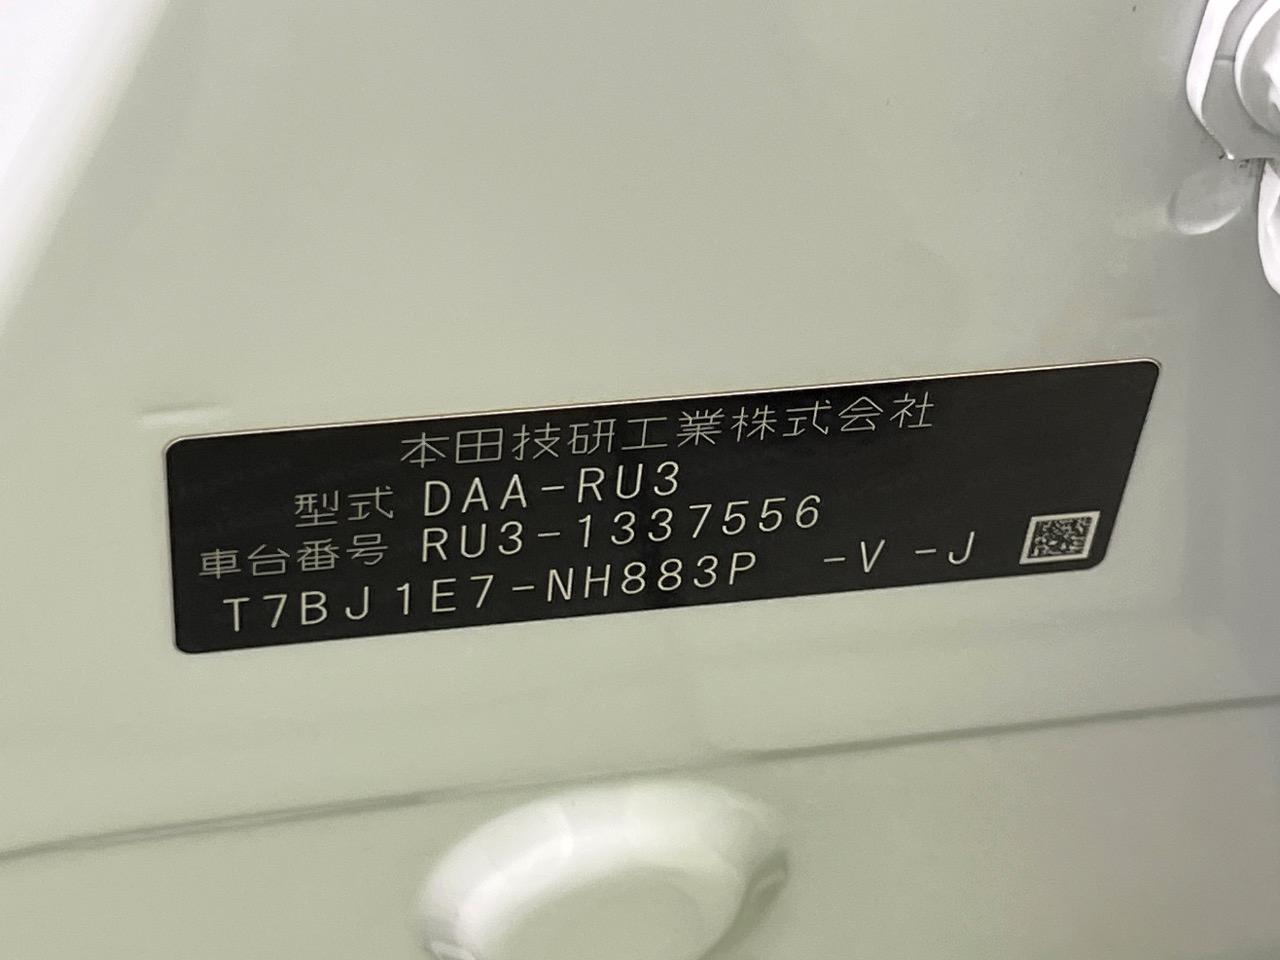 本田技研工業株式会社
型式 DAA-RU3
車台番号 RU3-1337556
T7BJ1E7-NH883P -V -J